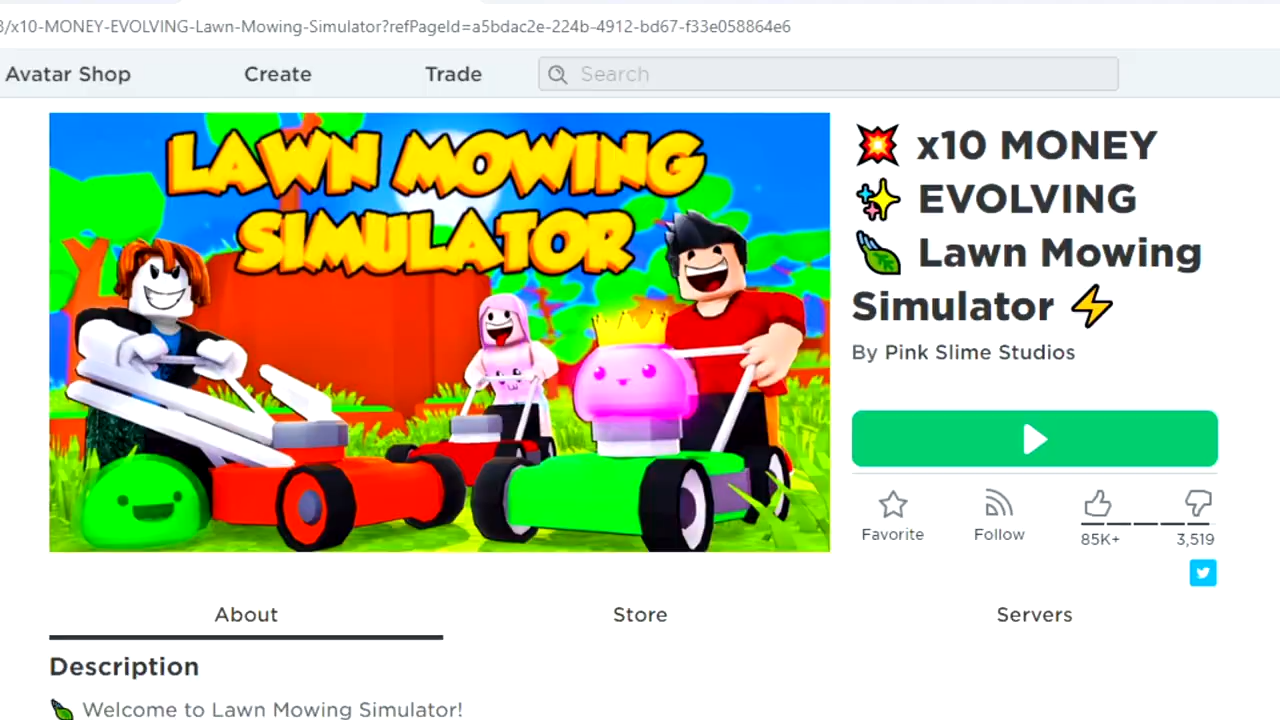 3/x10-MONEY-EVOLVING-Lawn-Mowing-Simulator?refPageId=a5bdac2e-224b-4912-bd67-f33e058864e6
Avatar Shop Create Trade Search
LAWN MOWING
SIMULATOR
💥 x10 MONEY
✨ EVOLVING
🍃 Lawn Mowing
Simulator ⚡
By Pink Slime Studios
Favorite Follow 85K+ 3,519
About Store Servers
Description
🍃 Welcome to Lawn Mowing Simulator!